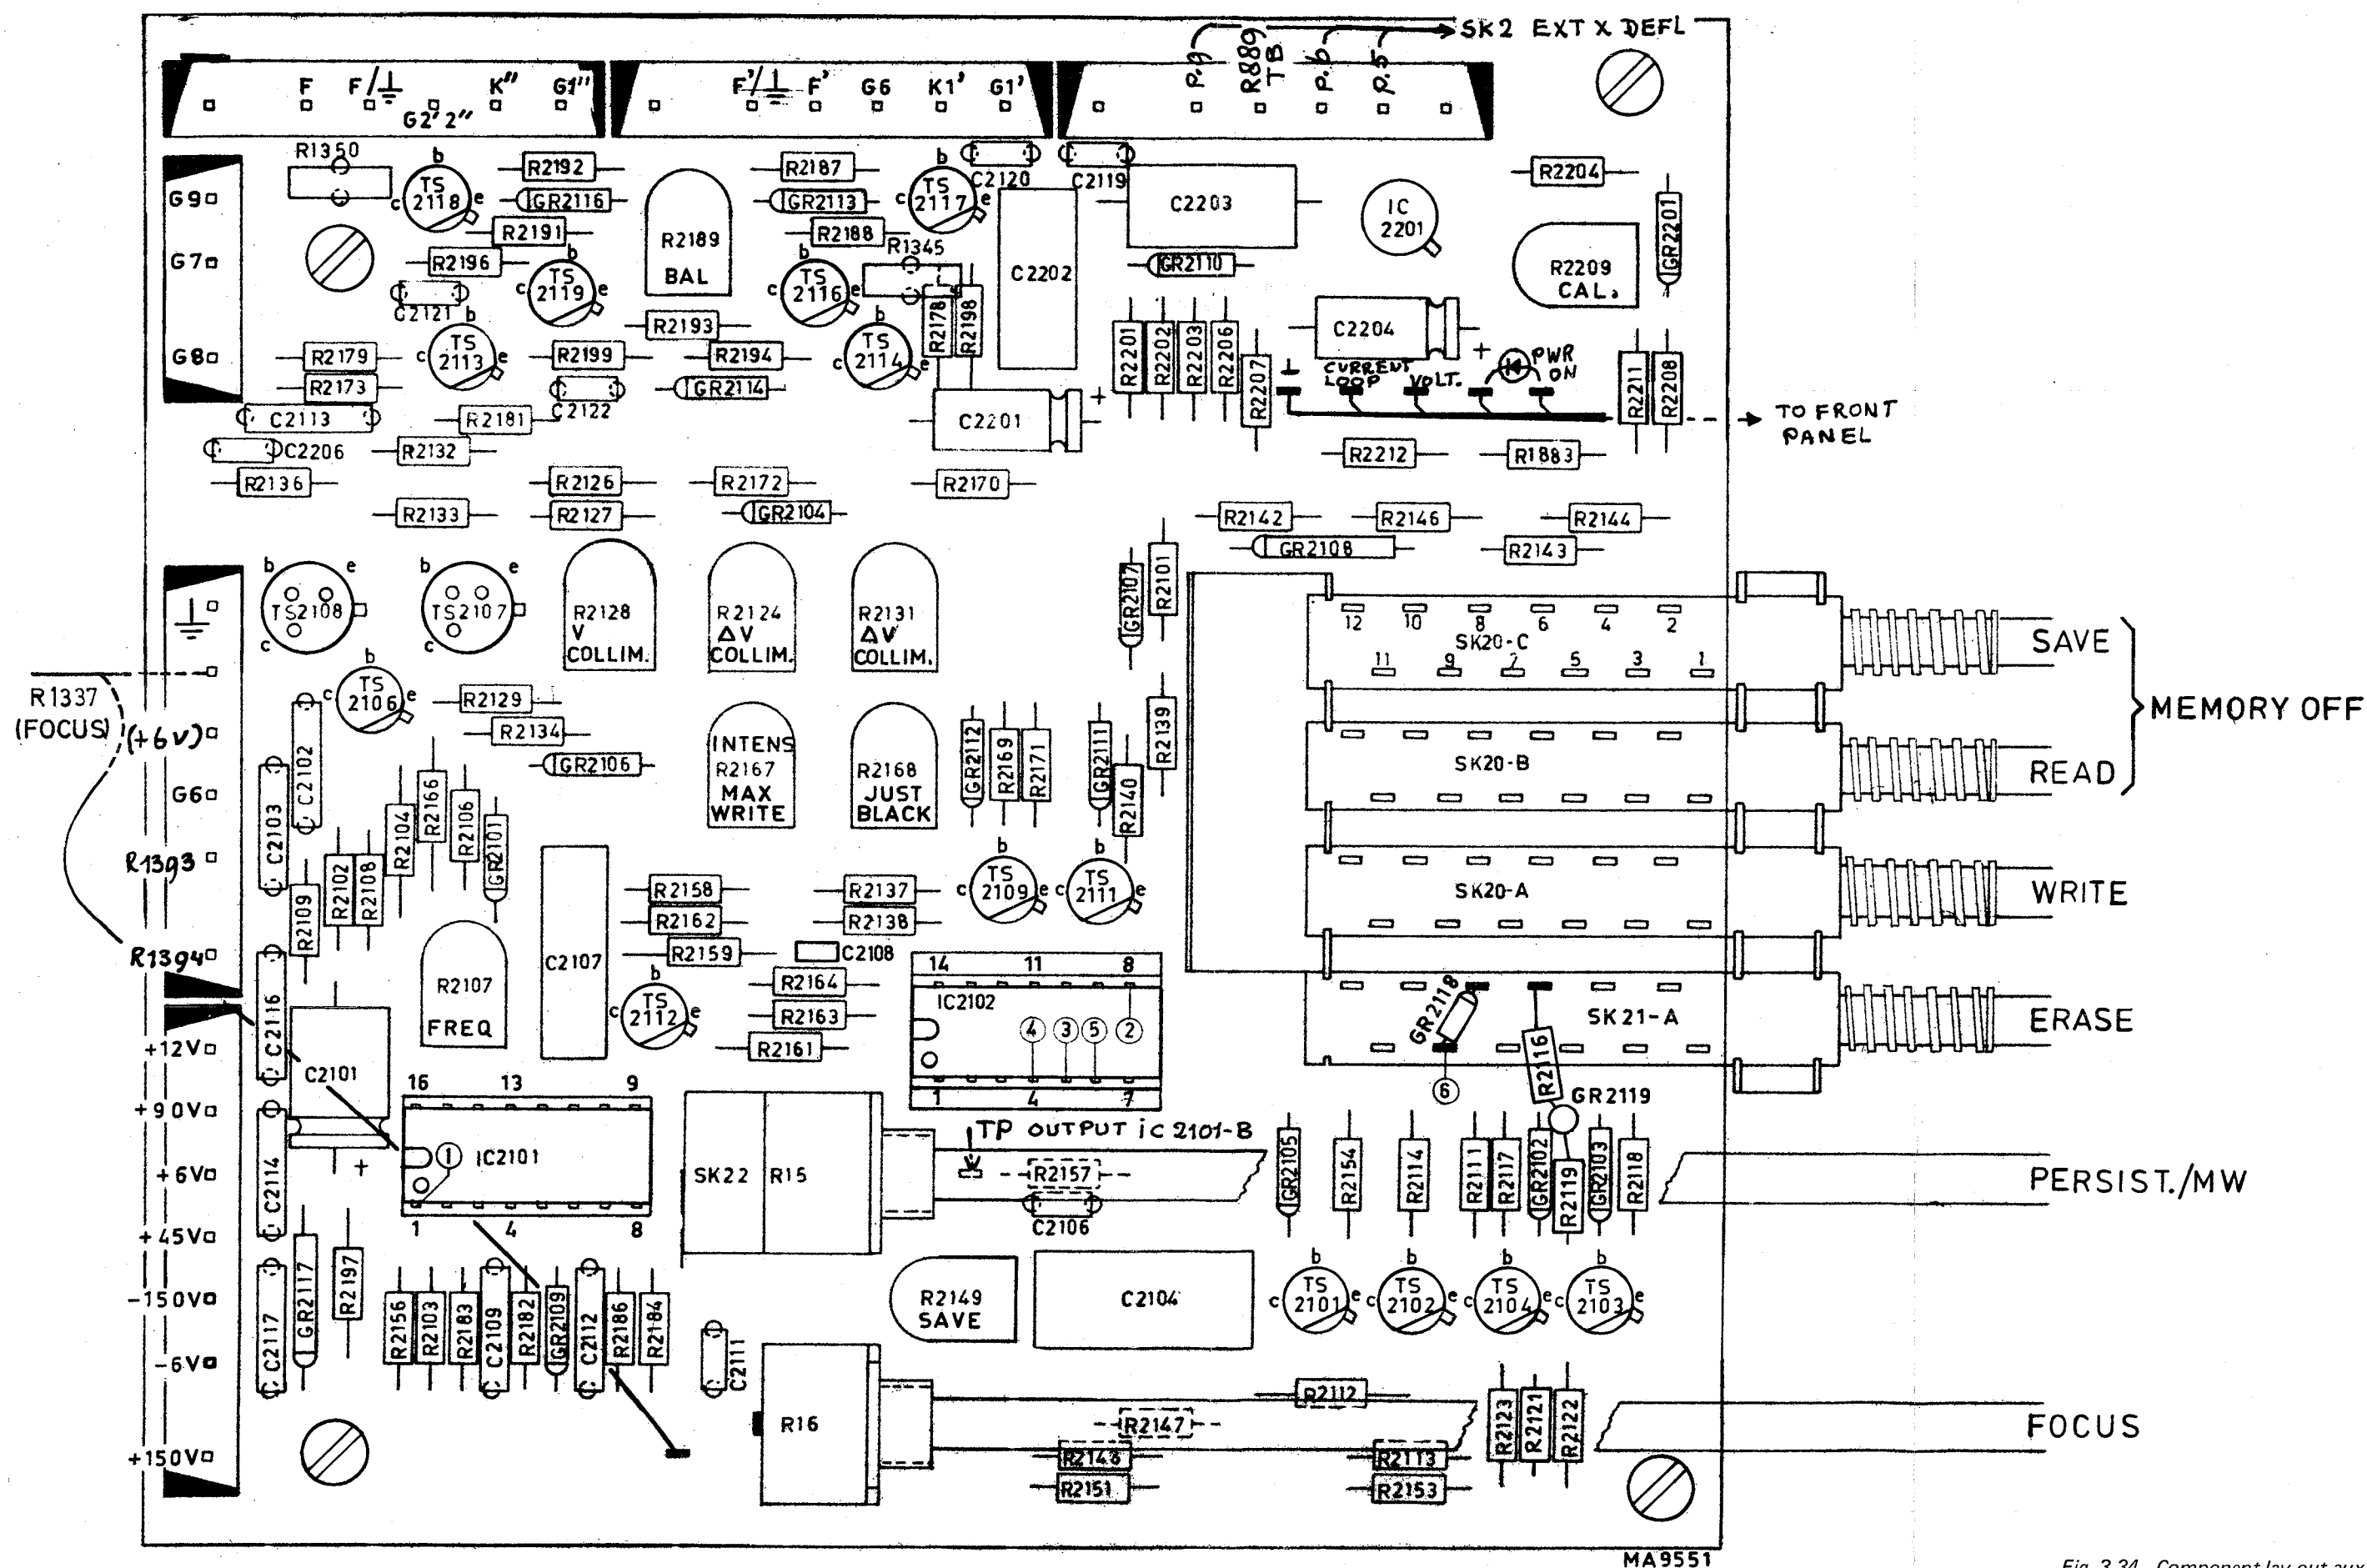 SK2 EXT X DEFL
P.9 R889 TB P.6 P.5
F F/ G2'2" K" G1" F'/ F' G6 K1' G1'
R1350
b TS 2118 c e
R2192
GR2116
R2191
R2196
R2189 BAL
R2187
GR2113
R2188
b TS 2117 c e
C2120
C2119
C2203
IC 2201
R2204
GR2201
R2209 CAL.
G9
G7
G8
b TS 2119 c e
b TS 2116 c e
R1345
C2202
GR2110
C2121
b TS 2113 c e
R2193
R2199
R2194
GR2114
b TS 2114 c e
R2178
R2198
R2201
R2202
R2203
R2206
R2207
C2204 +
CURRENT LOOP
VOLT.
PWR ON
R2211
R2208
TO FRONT PANEL
R2179
R2173
C2113
C2206
R2181
C2122
C2201 +
R2132
R2136
R2126
R2172
R2170
R2212
R1883
R2133
R2127
GR2104
R2142
R2146
R2144
GR2108
R2143
b e TS2108 c
b e TS2107 c
R2128 V COLLIM.
R2124 ΔV COLLIM.
R2131 ΔV COLLIM.
GR2107
R2101
12 10 8 6 4 2
SK20-C
11 9 7 5 3 1
SAVE
R1337 (FOCUS)
(+6V)
G6
R1393
R1394
b TS 2106 c e
R2129
R2134
GR2106
C2102
C2103
INTENS R2167 MAX WRITE
R2168 JUST BLACK
GR2112
R2169
R2171
GR2111
R2140
R2139
SK20-B
READ
MEMORY OFF
R2109
R2102
R2108
R2104
R2166
R2106
GR2101
R2107 FREQ
C2107
R2158
R2162
R2159
R2137
R2138
C2108
b TS 2109 c e
b TS 2111 c e
SK20-A
WRITE
C2116
C2101 +
b TS 2112 c e
R2164
R2163
R2161
14 11 8
IC2102
4 3 5 2
1 4 7
GR2118
SK21-A
R2116
6
GR2119
ERASE
+12V
+90V
+6V
+45V
-150V
-6V
+150V
C2114
C2117
16 13 9
1 IC2101
1 4 8
SK22 R15
TP OUTPUT iC 2101-B
R2157
C2106
GR2105
R2154
R2114
R2111
R2117
GR2102
R2119
GR2103
R2118
PERSIST./MW
GR2117
R2197
R2156
R2103
R2183
C2109
R2182
GR2109
C2112
R2186
R2184
C2111
R2149 SAVE
C2104
b TS 2101 c e
b TS 2102 c e
b TS 2104 c e
b TS 2103 c e
R16
R2112
R2147
R2148
R2151
R2113
R2153
R2123
R2121
R2122
FOCUS
MA9551
Fig. 3.34. Component lay-out aux